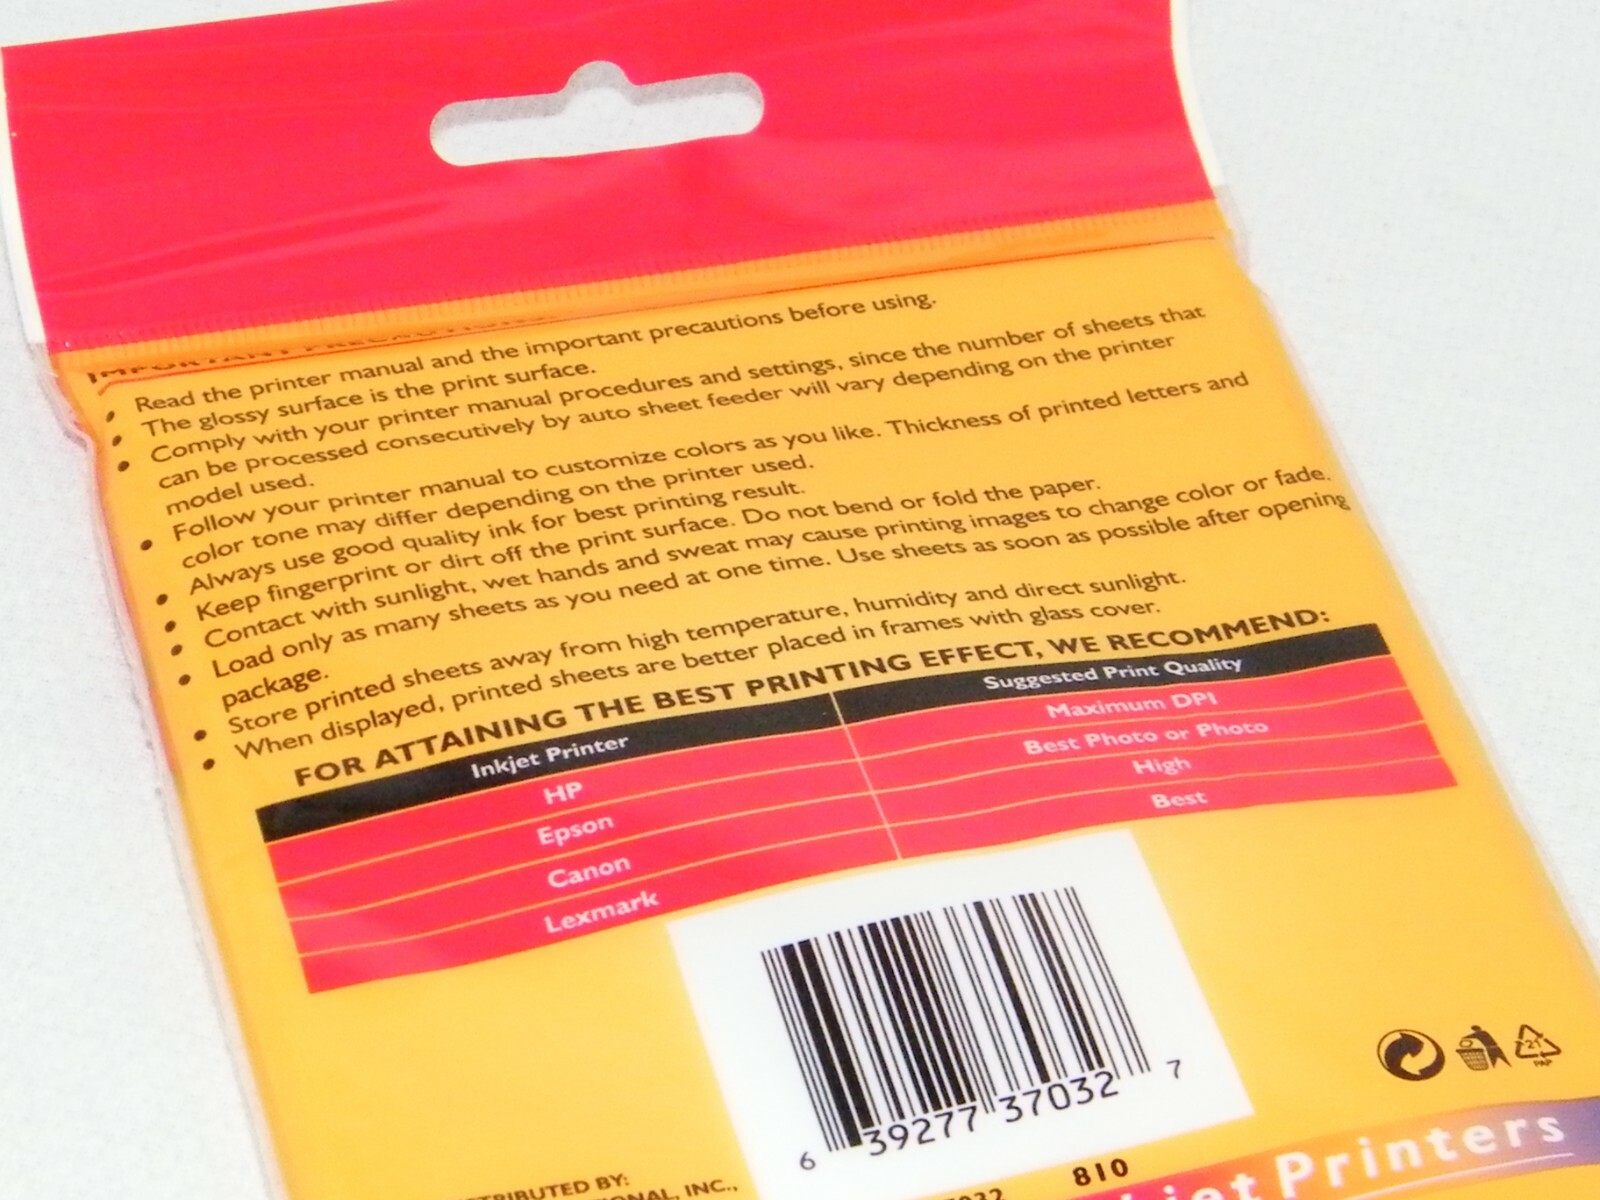 IMPORTANT PRECAUTIONS:
• Read the printer manual and the important precautions before using.
• The glossy surface is the print surface.
• Comply with your printer manual procedures and settings, since the number of sheets that
can be processed consecutively by auto sheet feeder will vary depending on the printer
model used.
• Follow your printer manual to customize colors as you like. Thickness of printed letters and
color tone may differ depending on the printer used.
• Always use good quality ink for best printing result.
• Keep fingerprint or dirt off the print surface. Do not bend or fold the paper.
• Contact with sunlight, wet hands and sweat may cause printing images to change color or fade.
• Load only as many sheets as you need at one time. Use sheets as soon as possible after opening
package.
• Store printed sheets away from high temperature, humidity and direct sunlight.
• When displayed, printed sheets are better placed in frames with glass cover.
FOR ATTAINING THE BEST PRINTING EFFECT, WE RECOMMEND:
Inkjet Printer Suggested Print Quality
HP Maximum DPI
Epson Best Photo or Photo
Canon High
Lexmark Best
6 39277 37032 7
21
PAP
810
BY:
INC.,
Printers